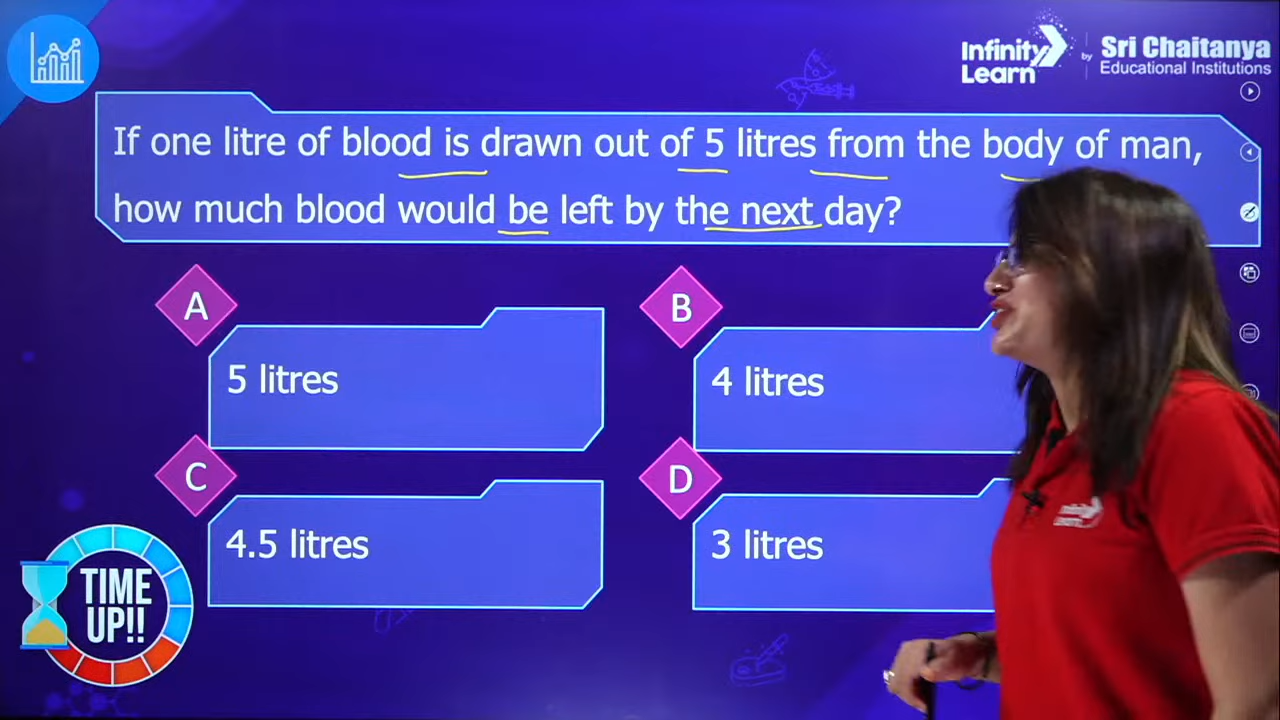 Infinity Learn
by
Sri Chaitanya
Educational Institutions
If one litre of blood is drawn out of 5 litres from the body of man,
how much blood would be left by the next day?
A
5 litres
B
4 litres
C
4.5 litres
D
3 litres
TIME
UP!!
Infinity
Learn